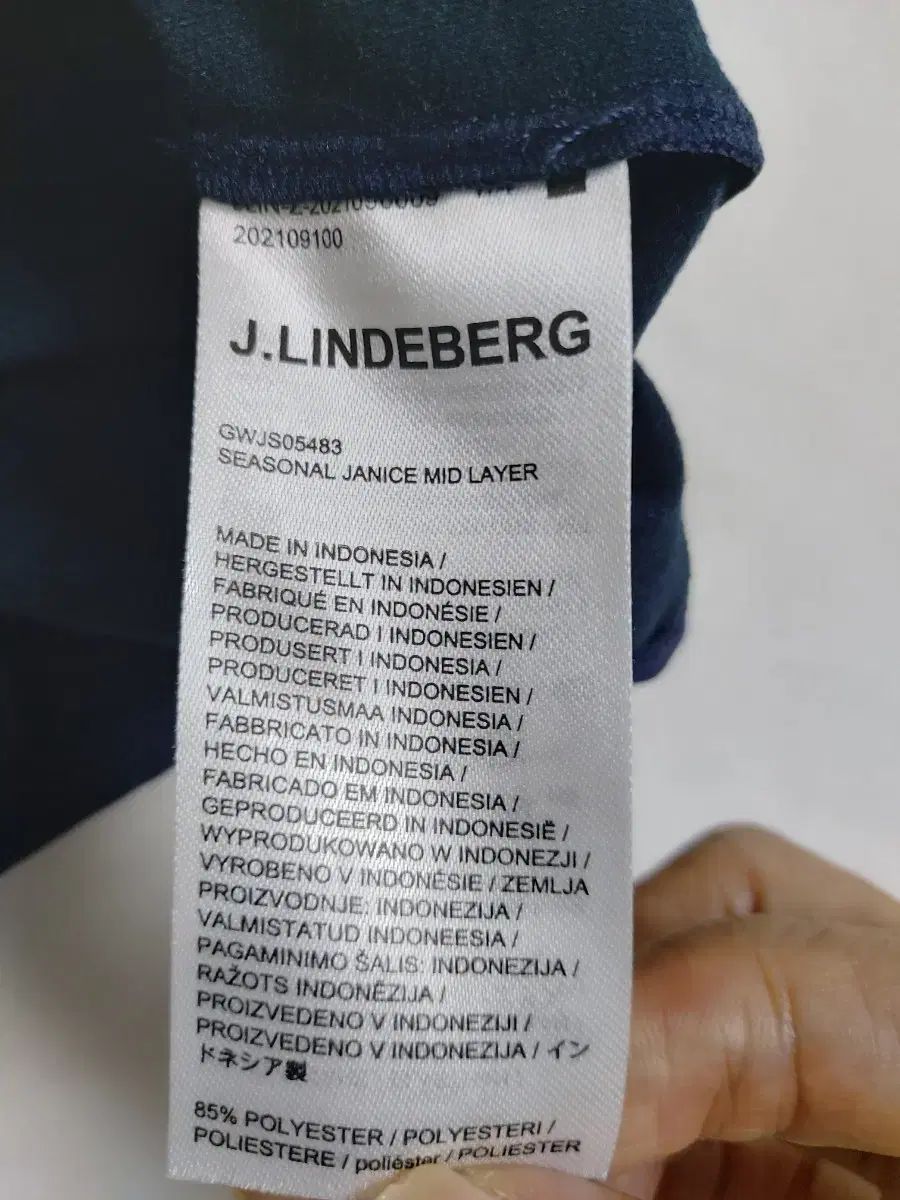 202109100
J.LINDEBERG
GWJS05483
SEASONAL JANICE MID LAYER
MADE IN INDONESIA /
HERGESTELLT IN INDONESIEN /
FABRIQUÉ EN INDONÉSIE /
PRODUCERAD I INDONESIEN /
PRODUSERT I INDONESIA /
PRODUCERET I INDONESIEN /
VALMISTUSMAA INDONESIA /
FABBRICATO IN INDONESIA /
HECHO EN INDONESIA /
FABRICADO EM INDONESIA /
GEPRODUCEERD IN INDONESIË /
WYPRODUKOWANO W INDONEZJI /
VYROBENO V INDONÉSIE / ZEMLJA
PROIZVODNJE: INDONEZIJA /
VALMISTATUD INDONEESIA /
PAGAMINIMO ŠALIS: INDONEZIJA /
RAŽOTS INDONĒZIJA /
PROIZVEDENO V INDONEZIJI /
PROIZVEDENO V INDONEZIJA / イン
ドネシア製
85% POLYESTER / POLYESTERI /
POLIESTERE / poliéster / POLIESTER